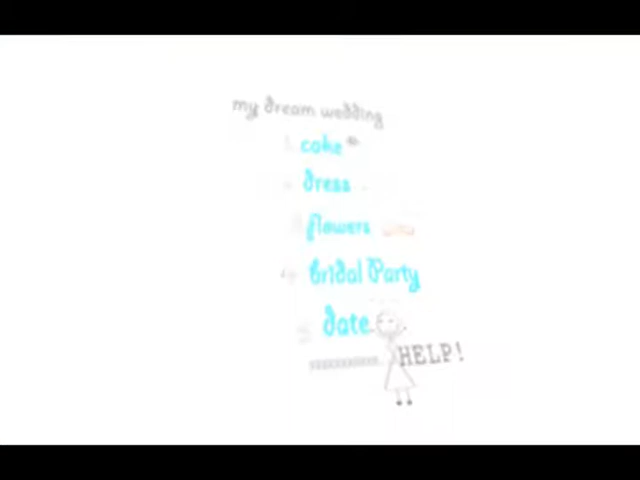 my dream wedding
cake
dress
flowers
bridal Party
date
HELP!